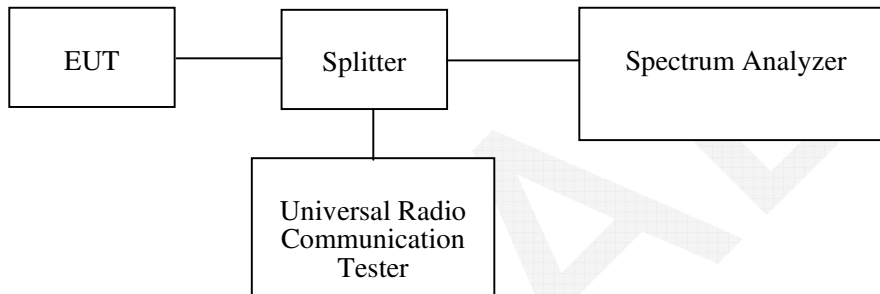 EUT
Splitter
Spectrum Analyzer
Universal Radio
Communication
Tester